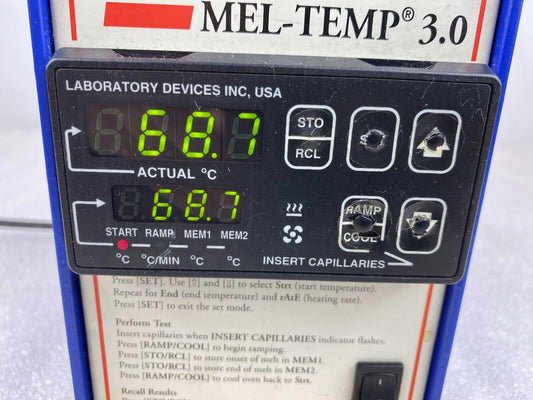 MEL-TEMP® 3.0
LABORATORY DEVICES INC, USA
68.7
ACTUAL °C
STO
RCL
68.7
START RAMP MEM1 MEM2
°C °C/MIN °C °C
RAMP
COOL
INSERT CAPILLARIES
Press [SET]. Use [⇧] and [⇩] to select Strt (start temperature).
Repeat for End (end temperature) and rAtE (heating rate).
Press [SET] to exit the set mode.
Perform Test
Insert capillaries when INSERT CAPILLARIES indicator flashes.
Press [RAMP/COOL] to begin ramping.
Press [STO/RCL] to store onset of melt in MEM1.
Press [STO/RCL] to store end of melt in MEM2.
Press [RAMP/COOL] to cool oven back to Strt.
Recall Results